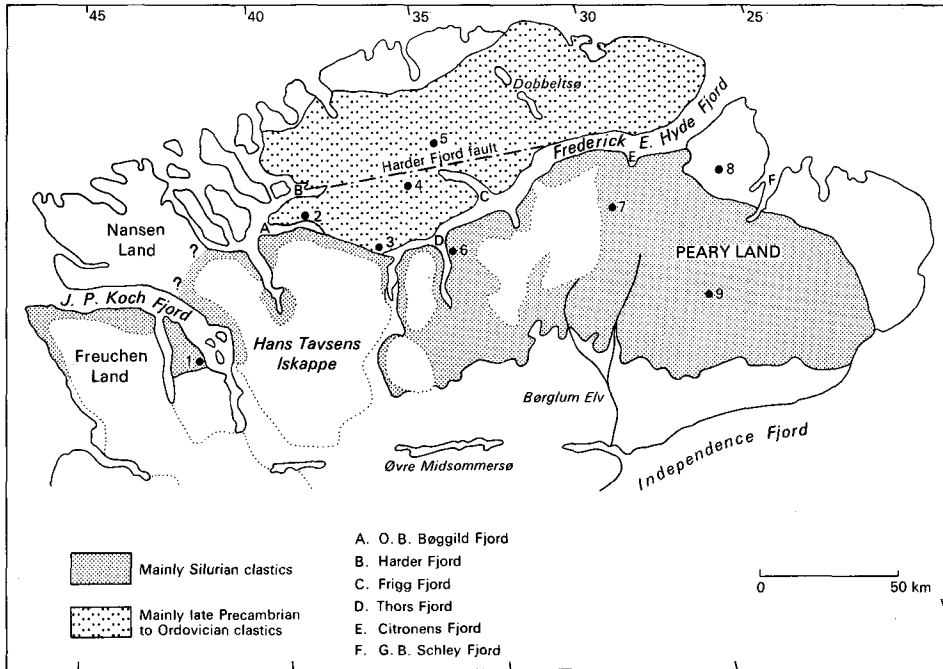 45
35
30
25
Dobbeltsø
Frederick E. Hyde Fjord
5
Harder Fjord fault
E
8
B
4
C
F
2
7
A
Nansen
Land
3
D
6
PEARY LAND
?
?
9
J. P. Koch Fjord
Hans Tavsens
Iskappe
Freuchen
Land
1
Børglum Elv
Independence Fjord
Øvre Midsommersø
Mainly Silurian clastics
Mainly late Precambrian
to Ordovician clastics
A. O. B. Bøggild Fjord
B. Harder Fjord
C. Frigg Fjord
D. Thors Fjord
E. Citronens Fjord
F. G. B. Schley Fjord
0 50 km
45